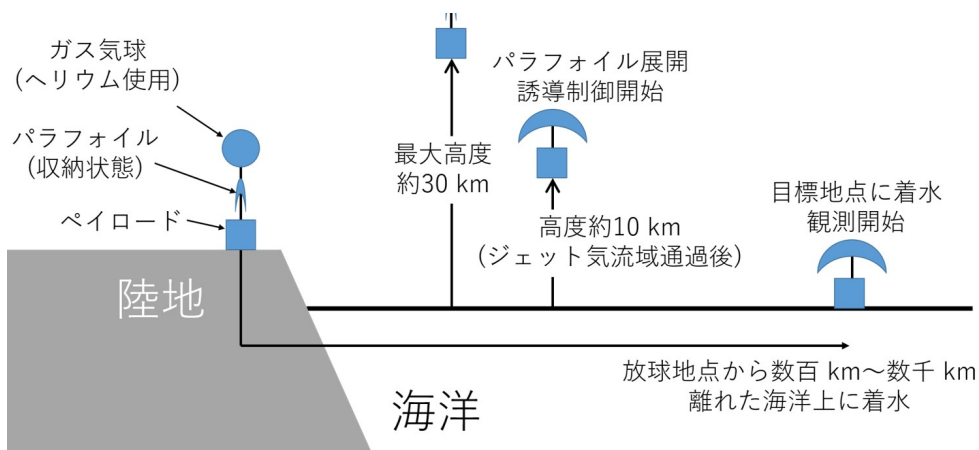 ガス気球
(ヘリウム使用)
パラフォイル
(収納状態)
ペイロード
陸地
海洋
最大高度
約30 km
パラフォイル展開
誘導制御開始
高度約10 km
(ジェット気流域通過後)
目標地点に着水
観測開始
放球地点から数百 km～数千 km
離れた海洋上に着水